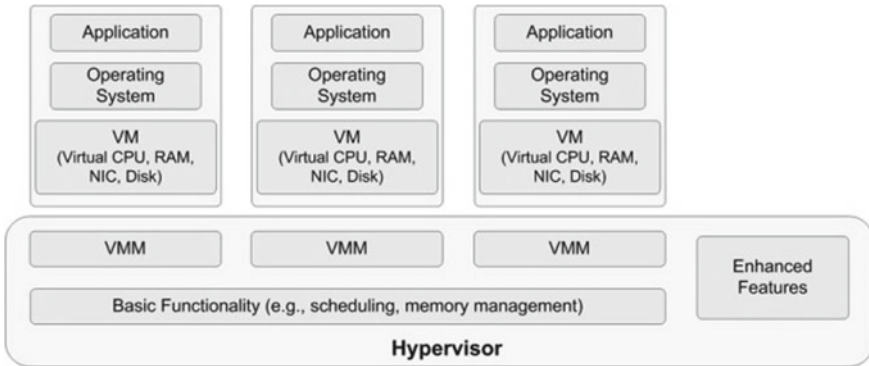 Application
Operating
System
VM
(Virtual CPU, RAM,
NIC, Disk)
Application
Operating
System
VM
(Virtual CPU, RAM,
NIC, Disk)
Application
Operating
System
VM
(Virtual CPU, RAM,
NIC, Disk)
VMM
VMM
VMM
Enhanced
Features
Basic Functionality (e.g., scheduling, memory management)
Hypervisor